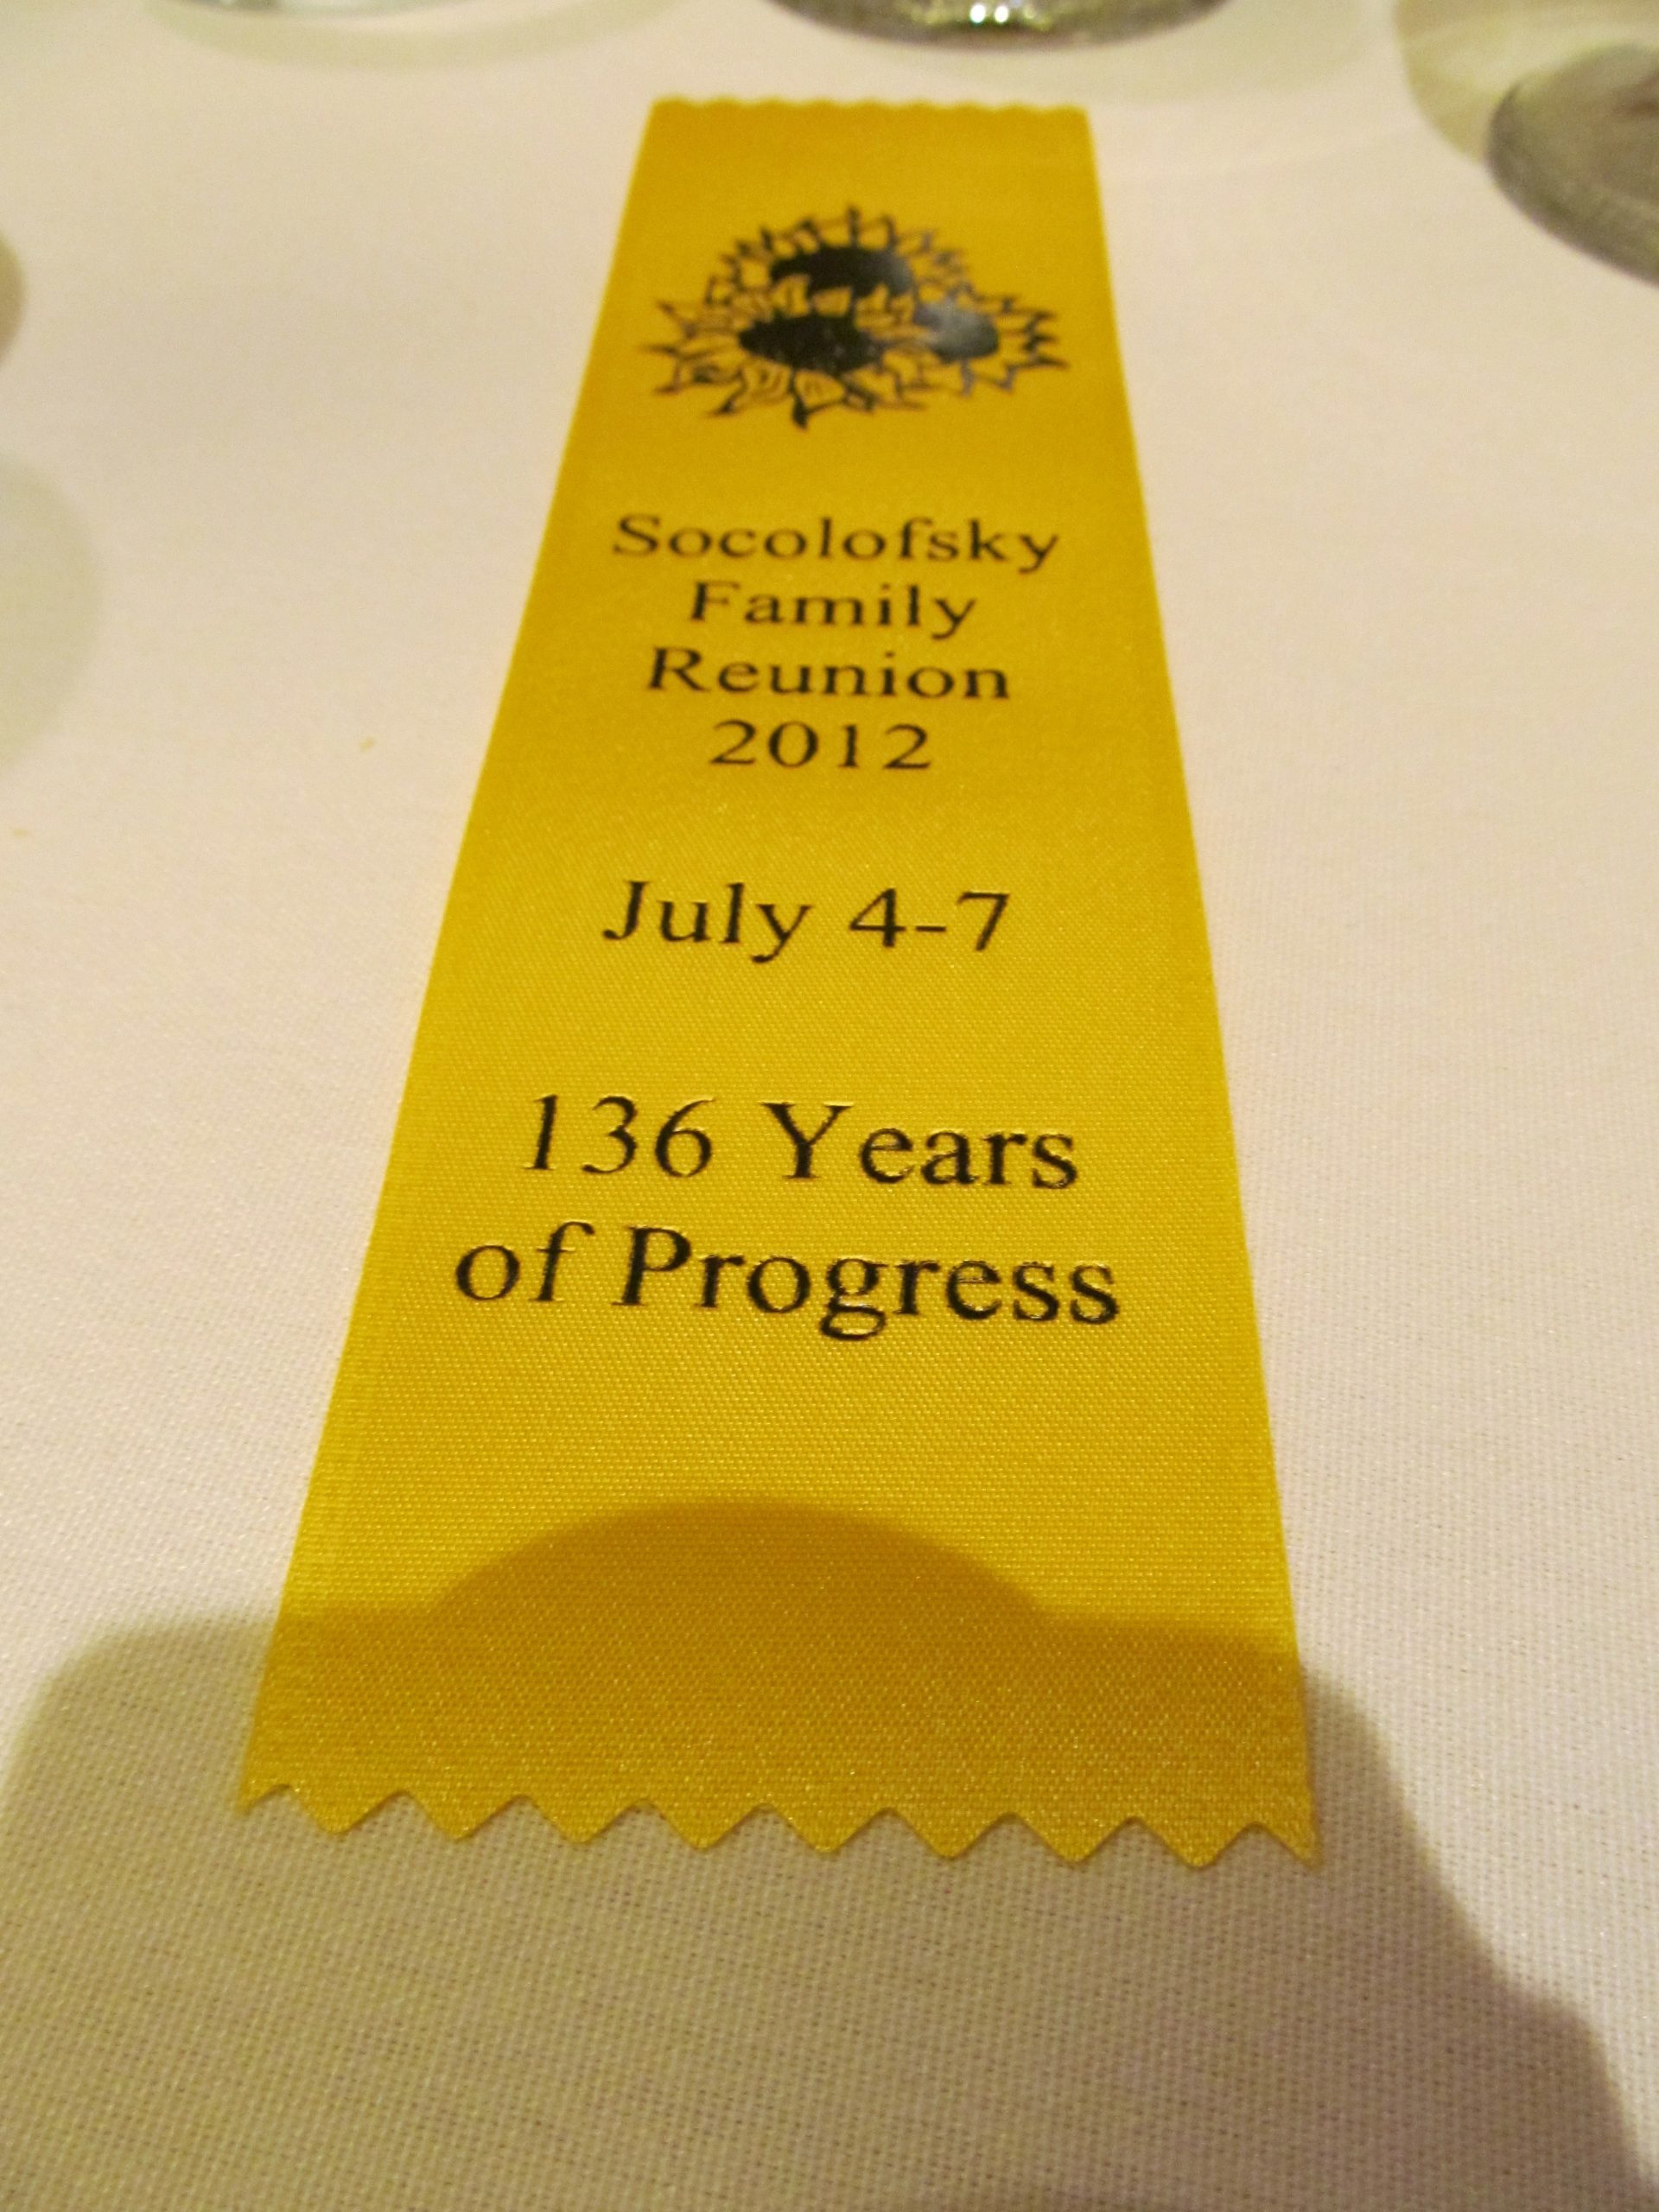 Socolofsky
Family
Reunion
2012
July 4-7
136 Years
of Progress